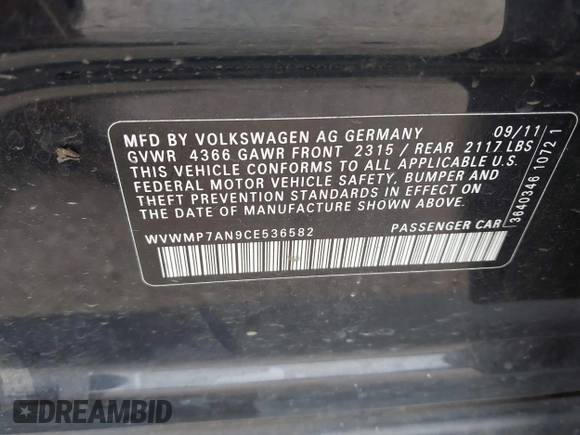 MFD BY VOLKSWAGEN AG GERMANY 09/11
GVWR 4366 GAWR FRONT 2315 / REAR 2117 LBS
THIS VEHICLE CONFORMS TO ALL APPLICABLE U.S.
FEDERAL MOTOR VEHICLE SAFETY, BUMPER AND
THEFT PREVENTION STANDARDS IN EFFECT ON
THE DATE OF MANUFACTURE SHOWN ABOVE.
WVWMP7AN9CE536582 PASSENGER CAR
3640346 1072 1
DREAMBID